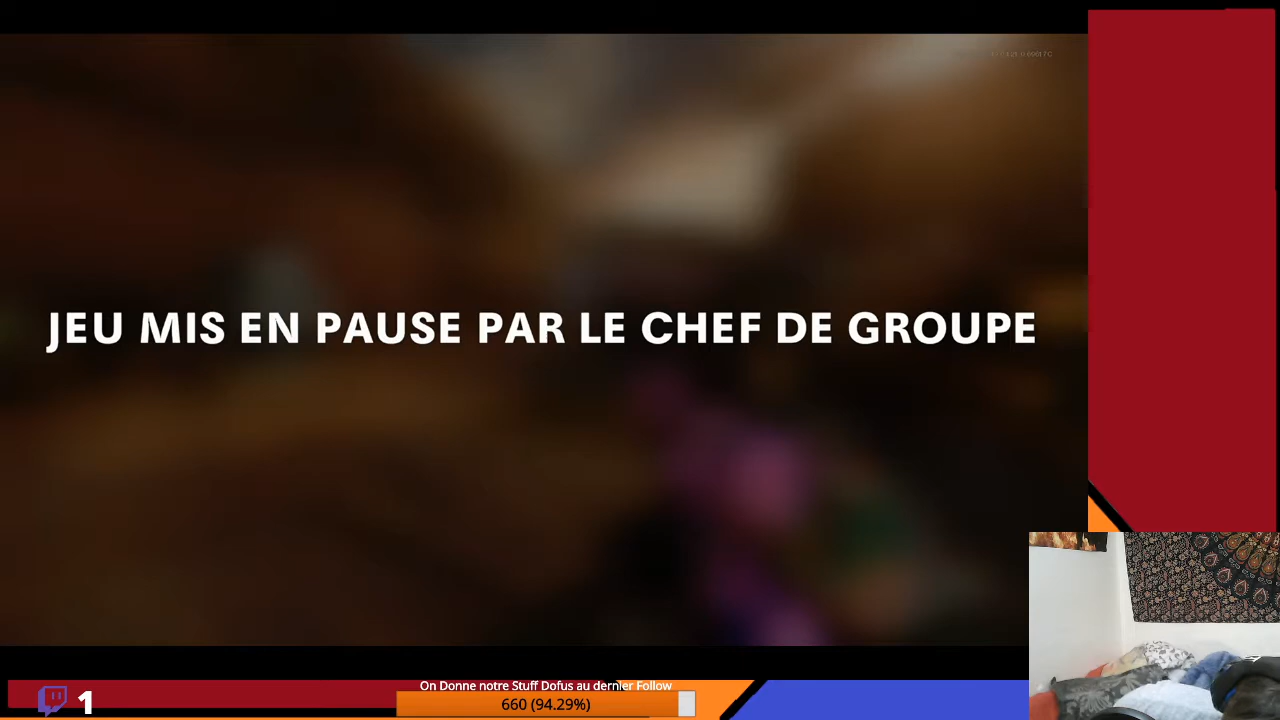 JEU MIS EN PAUSE PAR LE CHEF DE GROUPE
On Donne notre Stuff Dofus au dernier Follow
1
660 (94.29%)